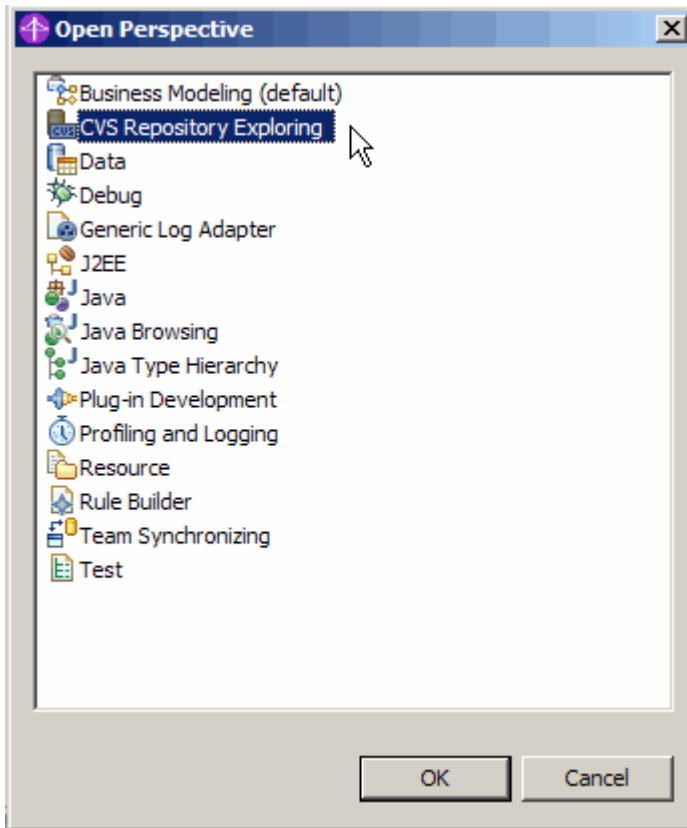 Open Perspective
Business Modeling (default)
CVS Repository Exploring
Data
Debug
Generic Log Adapter
J2EE
Java
Java Browsing
Java Type Hierarchy
Plug-in Development
Profiling and Logging
Resource
Rule Builder
Team Synchronizing
Test
OK Cancel